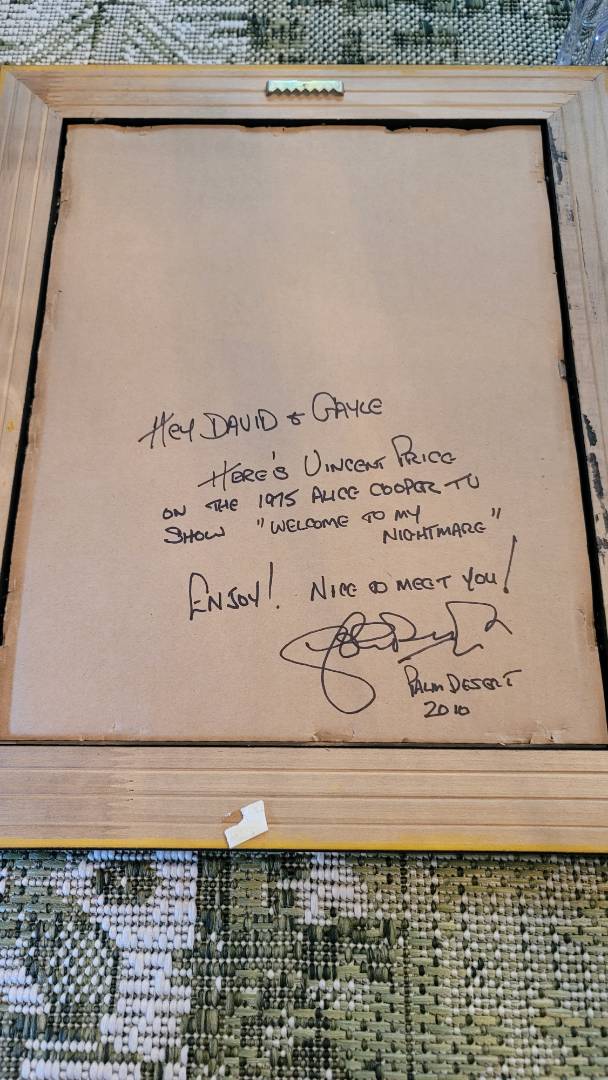 HEY DAVID & GAYLE
HERE'S VINCENT PRICE
ON THE 1975 ALICE COOPER TV
SHOW "WELCOME TO MY
NIGHTMARE"
ENJOY! NICE TO MEET YOU!
PALM DESERT
2010